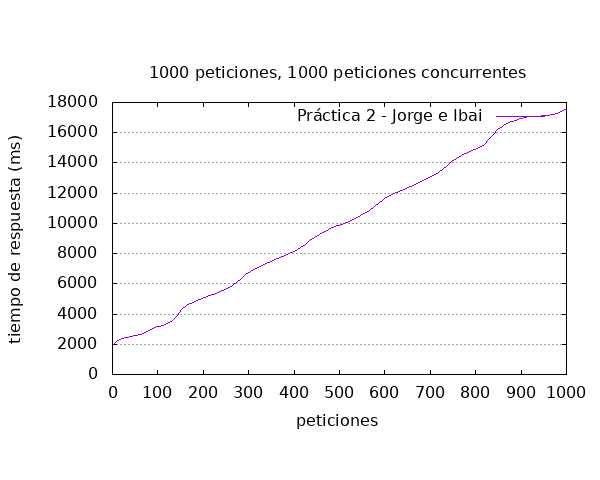 1000 peticiones, 1000 peticiones concurrentes
Práctica 2 - Jorge e Ibai
tiempo de respuesta (ms)
18000
16000
14000
12000
10000
8000
6000
4000
2000
0
0 100 200 300 400 500 600 700 800 900 1000
peticiones